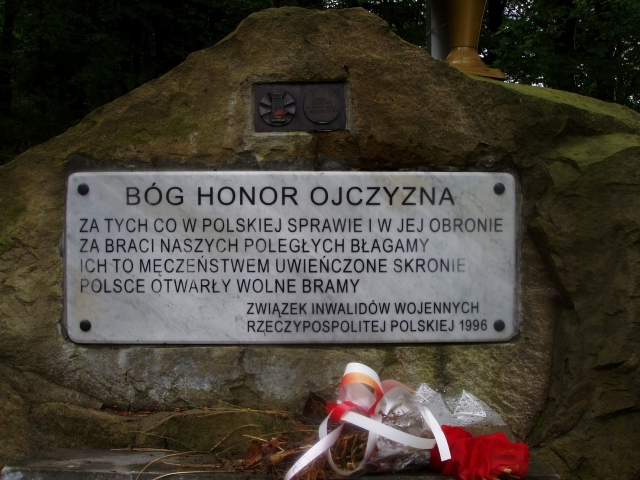 BÓG HONOR OJCZYZNA
ZA TYCH CO W POLSKIEJ SPRAWIE I W JEJ OBRONIE
ZA BRACI NASZYCH POLEGŁYCH BŁAGAMY
ICH TO MĘCZEŃSTWEM UWIEŃCZONE SKRONIE
POLSCE OTWARŁY WOLNE BRAMY
ZWIĄZEK INWALIDÓW WOJENNYCH
RZECZYPOSPOLITEJ POLSKIEJ 1996